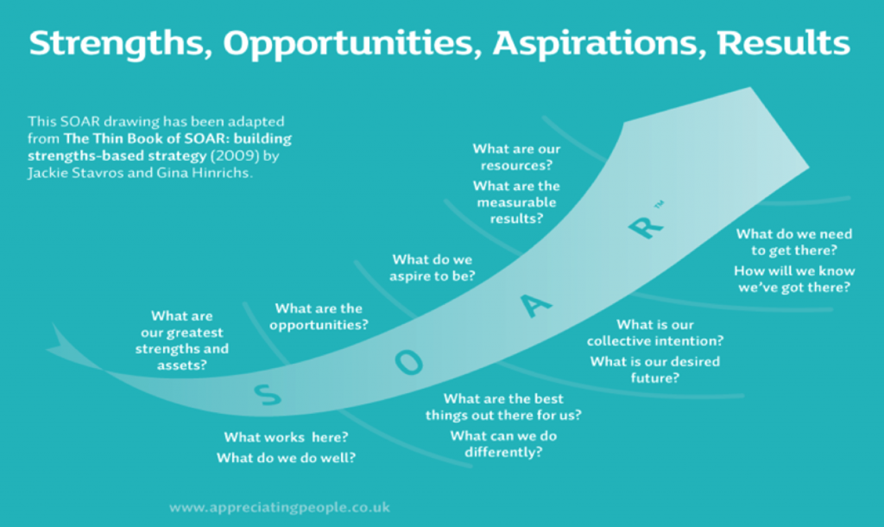 Strengths, Opportunities, Aspirations, Results
This SOAR drawing has been adapted
from The Thin Book of SOAR: building
strengths-based strategy (2009) by
Jackie Stavros and Gina Hinrichs.
What are
our greatest
strengths and
assets?
What are the
opportunities?
What do we
aspire to be?
What are our
resources?
What are the
measurable
results?
S
O
A
R™
What works here?
What do we do well?
What are the best
things out there for us?
What can we do
differently?
What is our
collective intention?
What is our desired
future?
What do we need
to get there?
How will we know
we've got there?
www.appreciatingpeople.co.uk